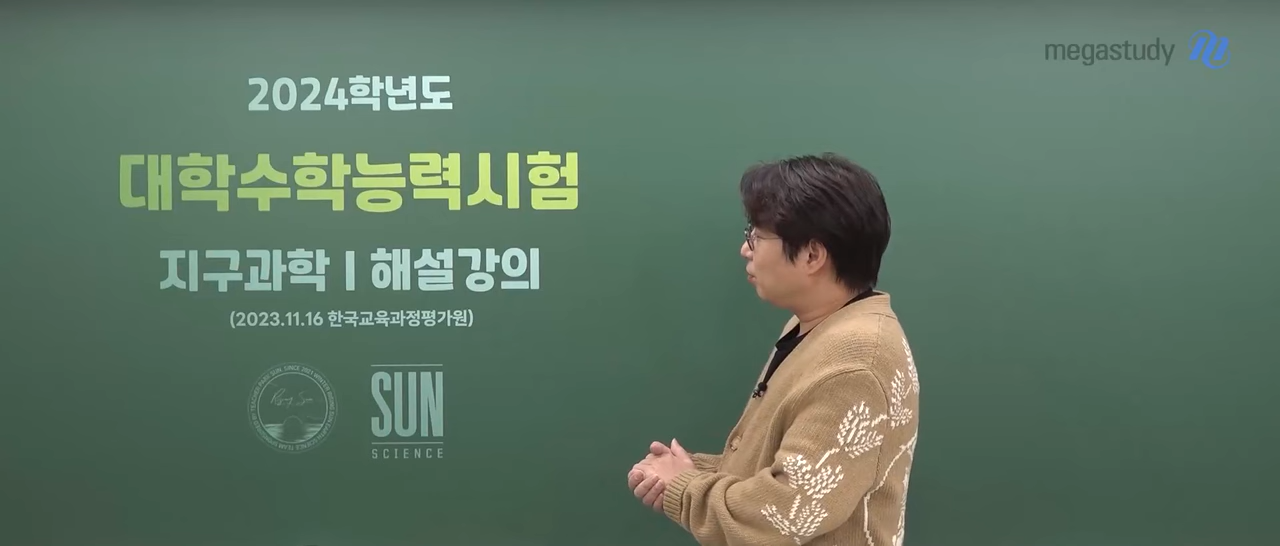 megastudy
2024학년도
대학수학능력시험
지구과학 I 해설강의
(2023.11.16 한국교육과정평가원)
SUN
SCIENCE